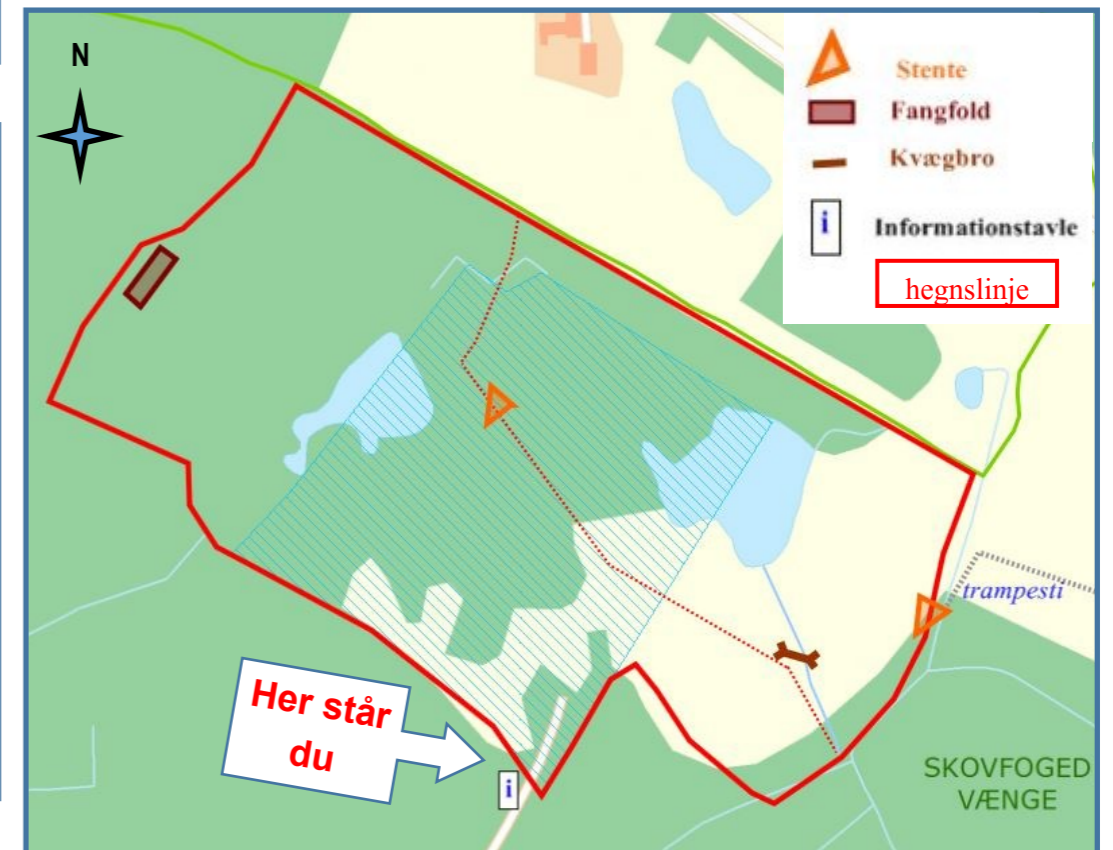 N
Stente
Fangfold
Kvægbro
i
Informationstavle
hegnslinje
trampesti
Her står
du
i
SKOVFOGED
VÆNGE